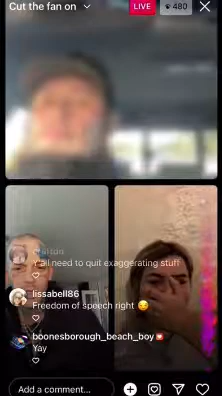 Cut the fan on
LIVE
480
Y'all need to quit exaggerating stuff
lissabell86
Freedom of speech right 😏
boonesborough_beach_boy
Yay
Add a comment...